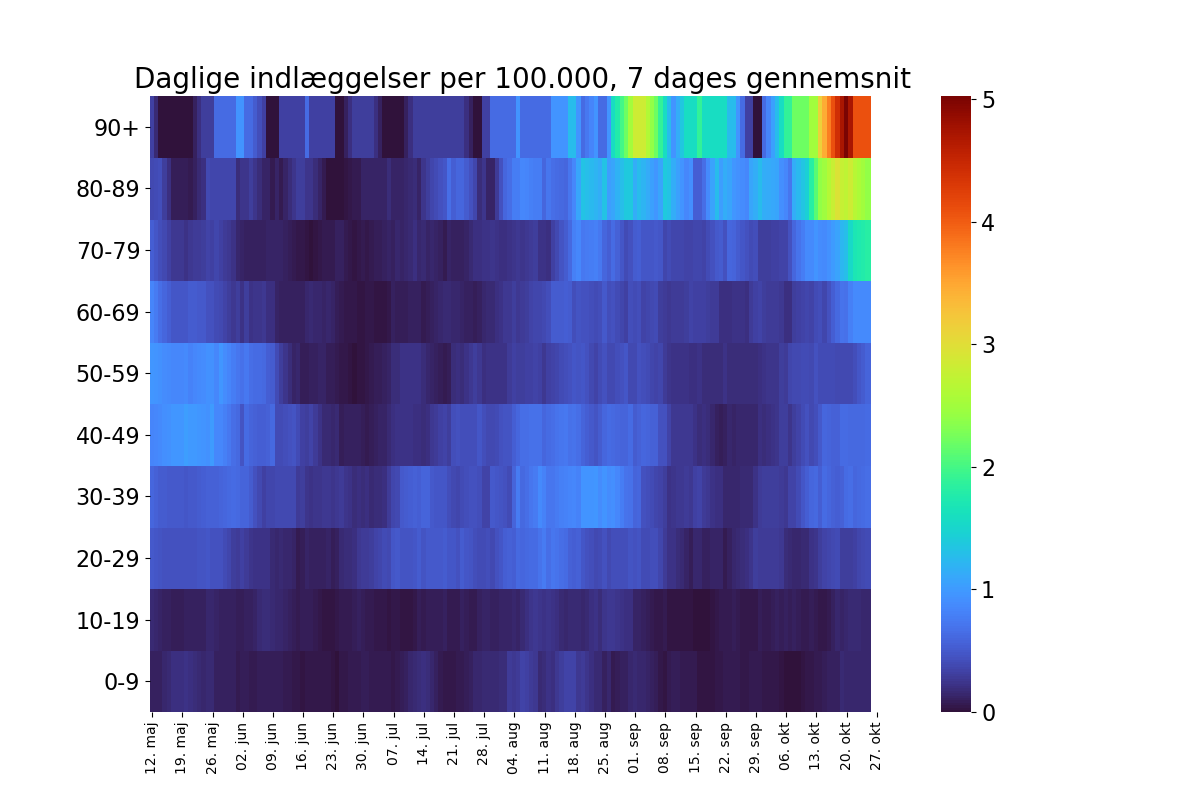 Daglige indlæggelser per 100.000, 7 dages gennemsnit
90+
80-89
70-79
60-69
50-59
40-49
30-39
20-29
10-19
0-9
12. maj
19. maj
26. maj
02. jun
09. jun
16. jun
23. jun
30. jun
07. jul
14. jul
21. jul
28. jul
04. aug
11. aug
18. aug
25. aug
01. sep
08. sep
15. sep
22. sep
29. sep
06. okt
13. okt
20. okt
27. okt
5
4
3
2
1
0